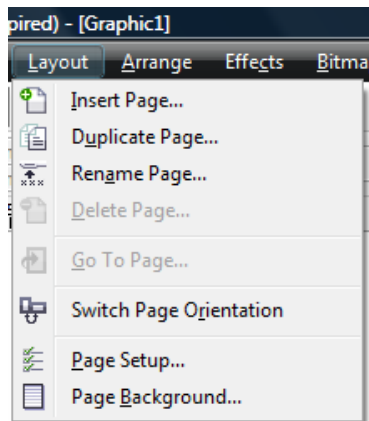 pired) - [Graphic1]
Layout Arrange Effects Bitma
Insert Page...
Duplicate Page...
Rename Page...
Delete Page...
Go To Page...
Switch Page Orientation
Page Setup...
Page Background...